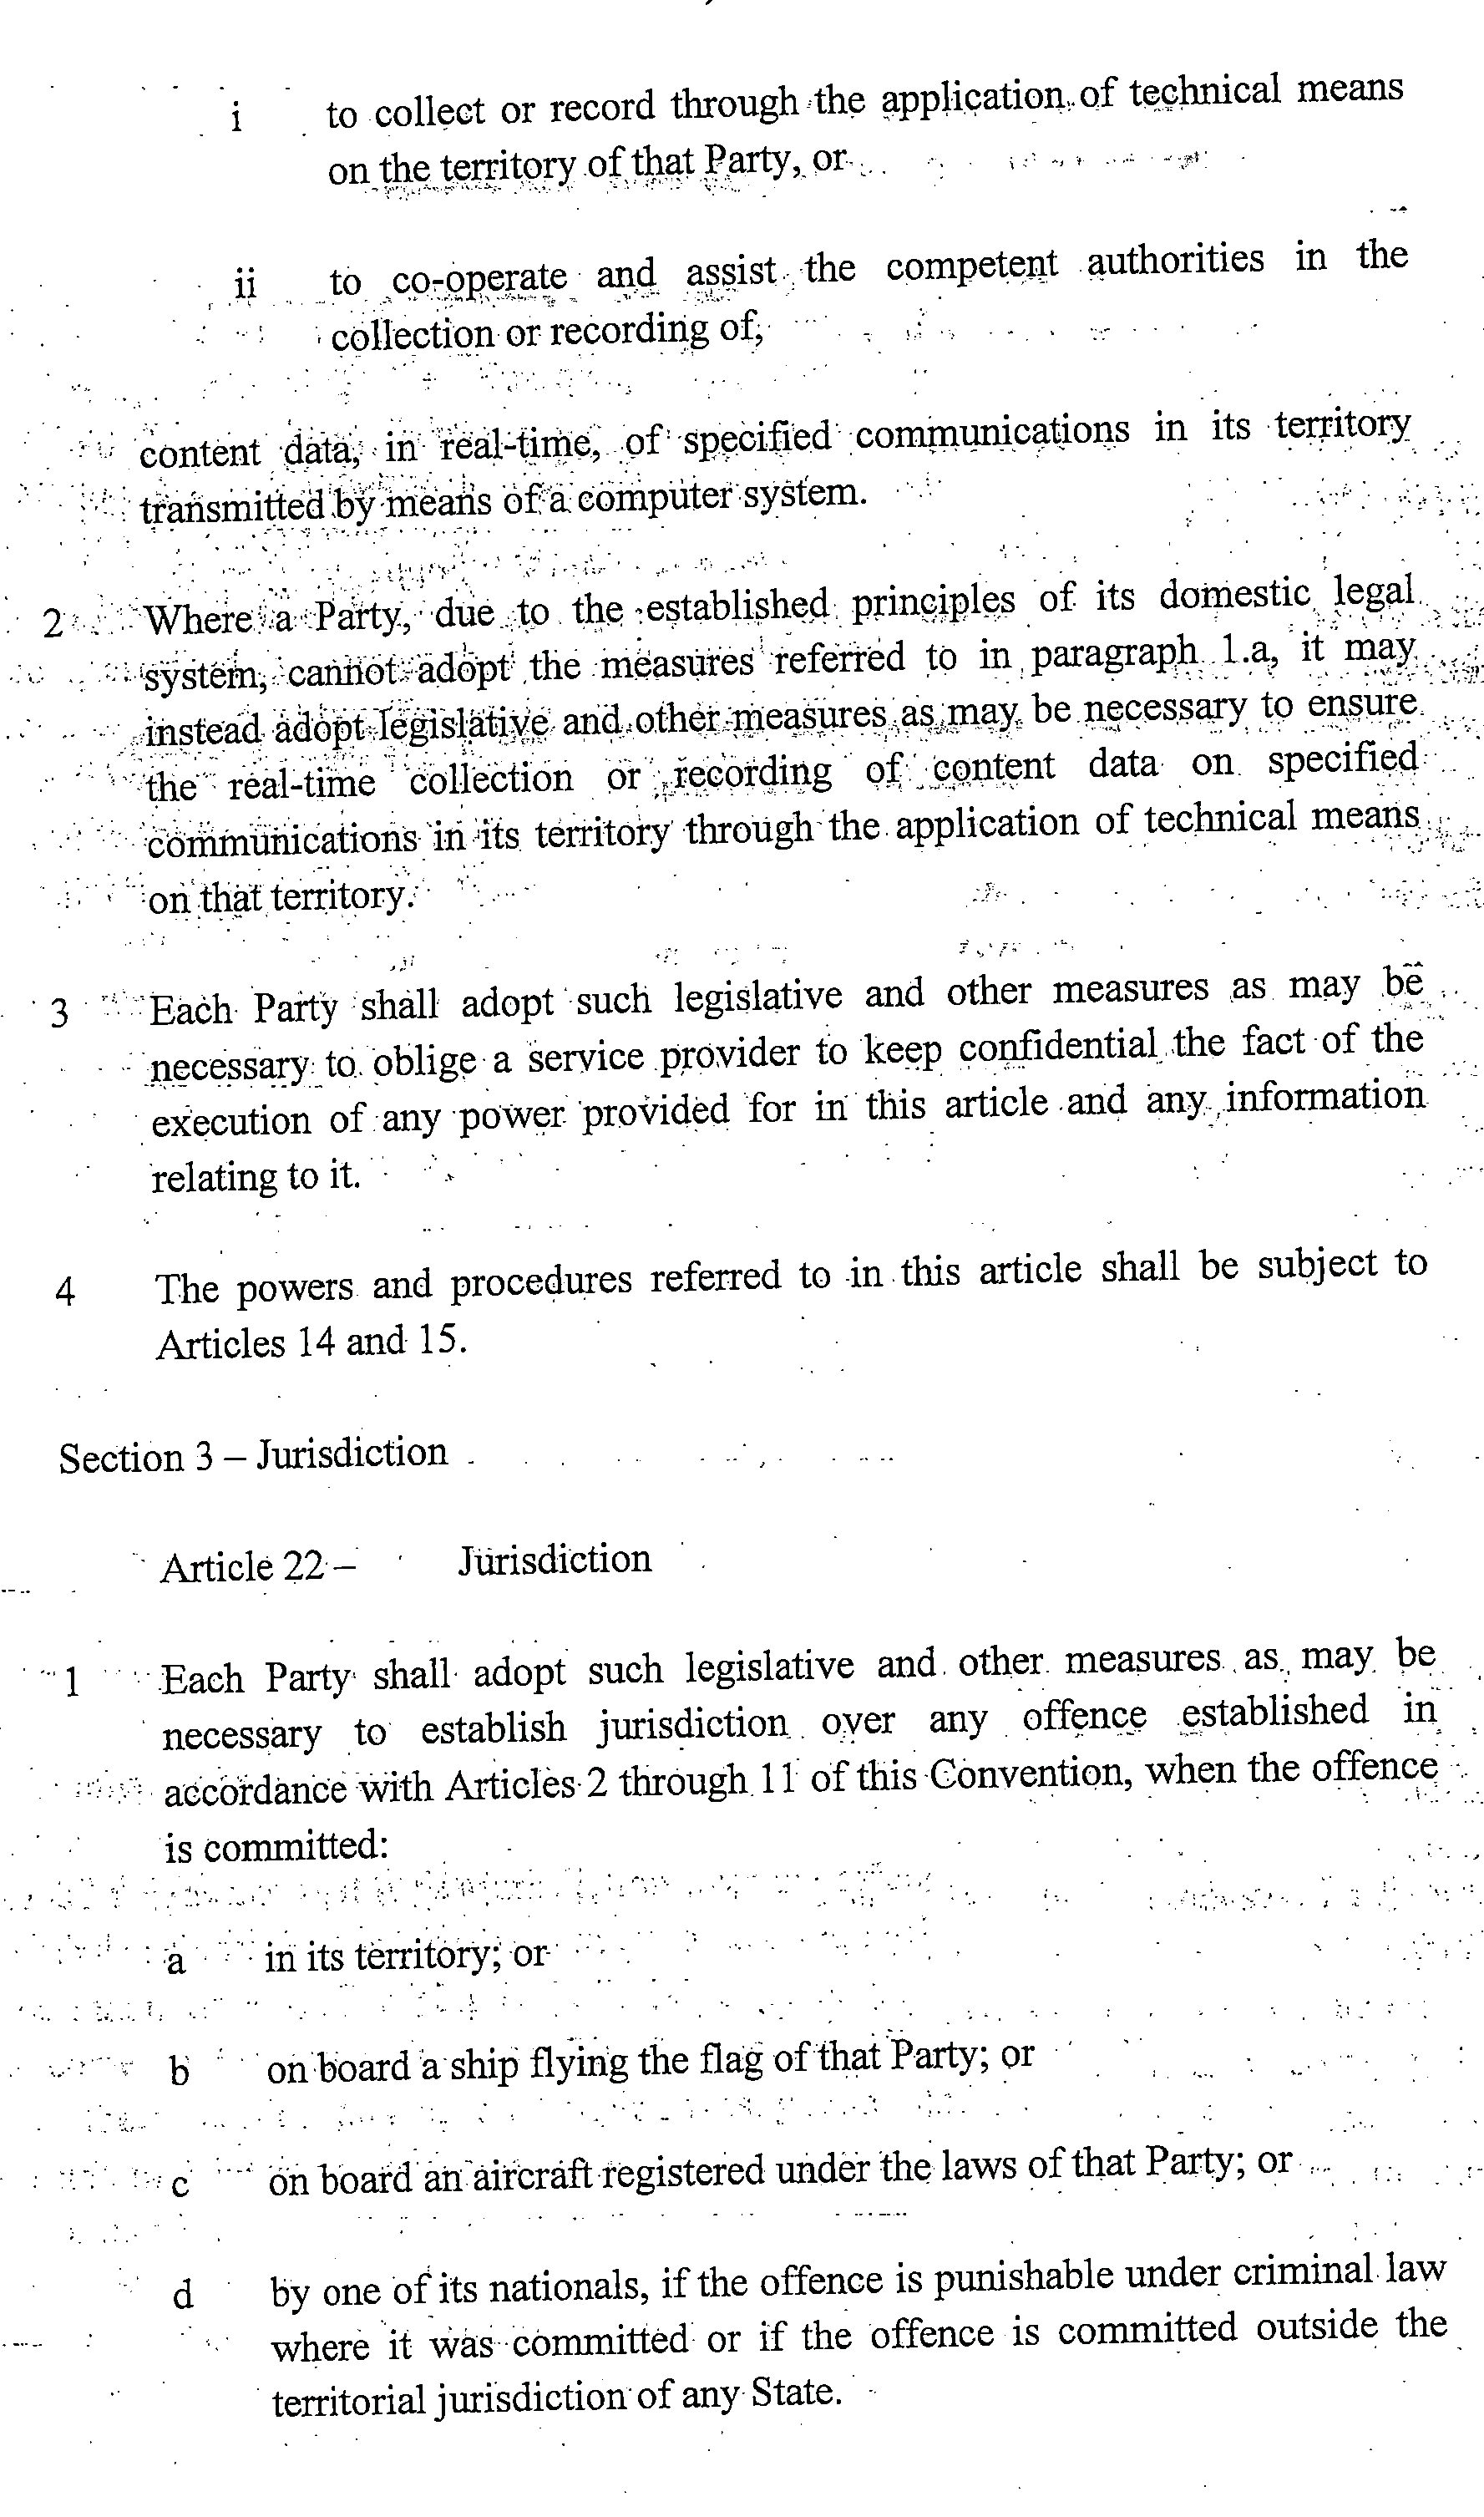 i to collect or record through the application of technical means
on the territory of that Party, or
ii to co-operate and assist the competent authorities in the
collection or recording of,
content data, in real-time, of specified communications in its territory
transmitted by means of a computer system.
2 Where a Party, due to the established principles of its domestic legal
system, cannot adopt the measures referred to in paragraph 1.a, it may
instead adopt legislative and other measures as may be necessary to ensure
the real-time collection or recording of content data on specified
communications in its territory through the application of technical means
on that territory.
3 Each Party shall adopt such legislative and other measures as may be
necessary to oblige a service provider to keep confidential the fact of the
execution of any power provided for in this article and any information
relating to it.
4 The powers and procedures referred to in this article shall be subject to
Articles 14 and 15.
Section 3 – Jurisdiction
Article 22 – Jurisdiction
1 Each Party shall adopt such legislative and other measures as may be
necessary to establish jurisdiction over any offence established in
accordance with Articles 2 through 11 of this Convention, when the offence
is committed:
a in its territory; or
b on board a ship flying the flag of that Party; or
c on board an aircraft registered under the laws of that Party; or
d by one of its nationals, if the offence is punishable under criminal law
where it was committed or if the offence is committed outside the
territorial jurisdiction of any State.